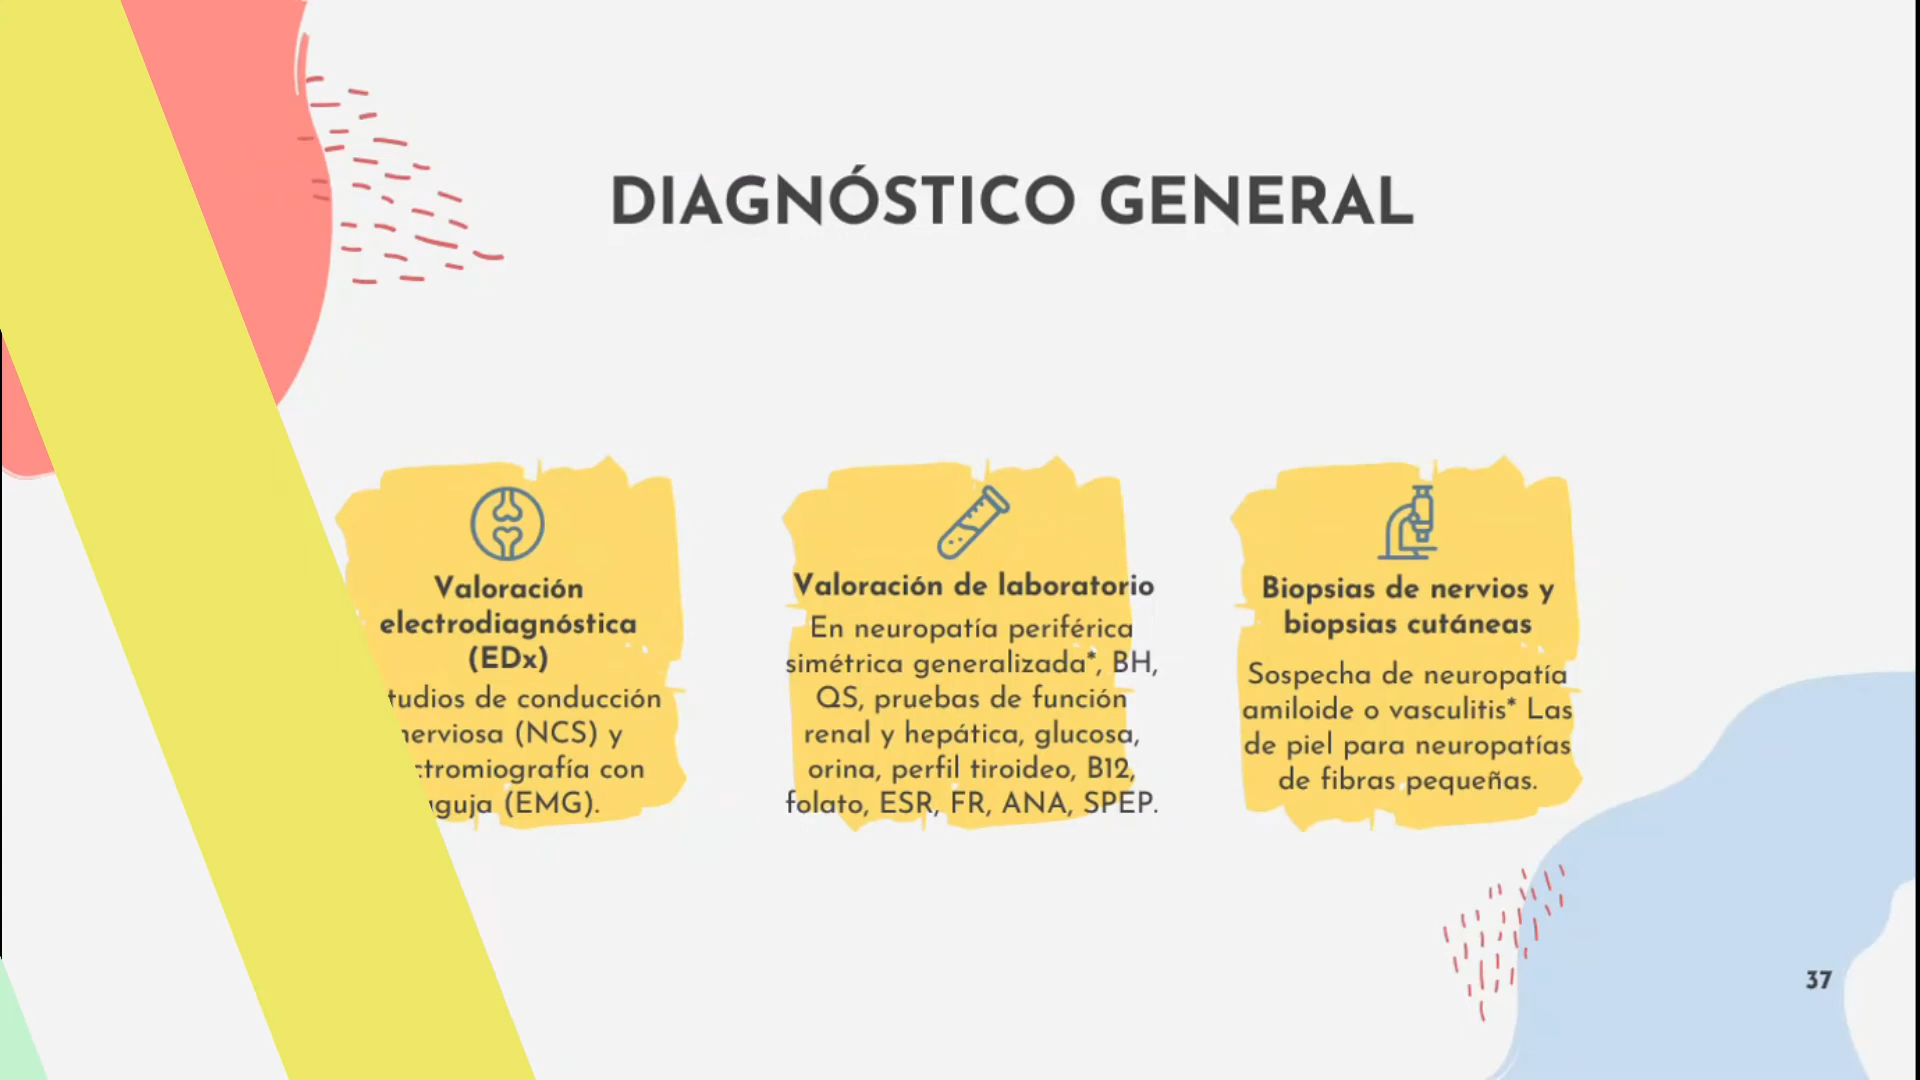 DIAGNÓSTICO GENERAL
Valoración
electrodiagnóstica
(EDx)
tudios de conducción
nerviosa (NCS) y
ctromiografía con
aguja (EMG).
Valoración de laboratorio
En neuropatía periférica
simétrica generalizada*, BH,
QS, pruebas de función
renal y hepática, glucosa,
orina, perfil tiroideo, B12,
folato, ESR, FR, ANA, SPEP.
Biopsias de nervios y
biopsias cutáneas
Sospecha de neuropatía
amiloide o vasculitis* Las
de piel para neuropatías
de fibras pequeñas.
37